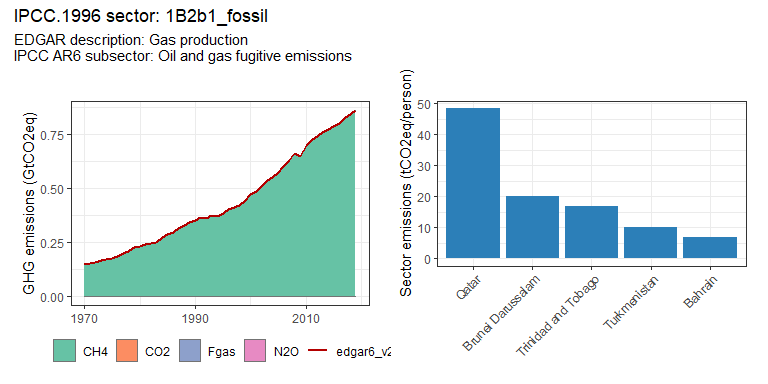 IPCC.1996 sector: 1B2b1_fossil
EDGAR description: Gas production
IPCC AR6 subsector: Oil and gas fugitive emissions
GHG emissions (GtCO2eq)
0.75
0.50
0.25
0.00
1970
1990
2010
CH4
CO2
Fgas
N2O
edgar6_v2
Sector emissions (tCO2eq/person)
50
40
30
20
10
0
Qatar
Brunei Darussalam
Trinidad and Tobago
Turkmenistan
Bahrain